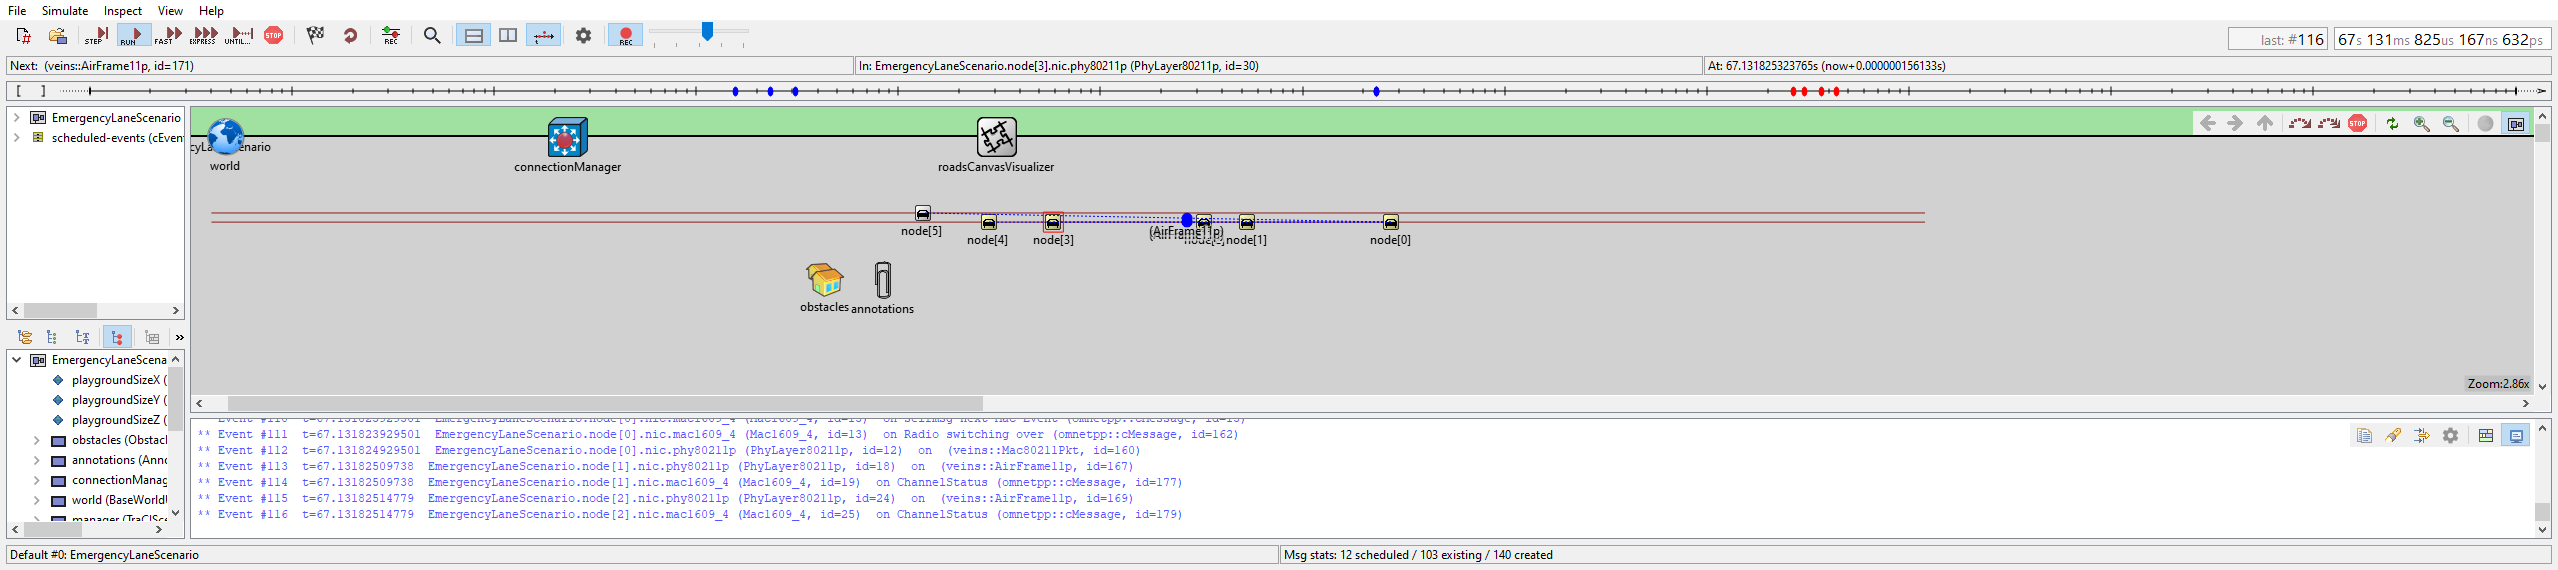 File Simulate Inspect View Help
STEP RUN FAST EXPRESS UNTIL... STOP REC REC
last: #116 67s 131ms 825us 167ns 632ps
Next: (veins::AirFrame11p, id=171) In: EmergencyLaneScenario.node[3].nic.phy80211p (PhyLayer80211p, id=30) At: 67.131825323765s (now+0.000000156133s)
[ ]
EmergencyLaneScenario
scheduled-events (cEven
STOP
world
connectionManager
roadsCanvasVisualizer
node[5]
node[4]
node[3]
(AirFrame11p)
node[1]
node[0]
obstacles
annotations
Zoom:2.86x
EmergencyLaneScena
playgroundSizeX (
playgroundSizeY (
playgroundSizeZ (
obstacles (Obstac
annotations (Anno
connectionManag
world (BaseWorldU
manager (TraCISce
** Event #111 t=67.131823929501 EmergencyLaneScenario.node[0].nic.mac1609_4 (Mac1609_4, id=13) on Radio switching over (omnetpp::cMessage, id=162)
** Event #112 t=67.131824929501 EmergencyLaneScenario.node[0].nic.phy80211p (PhyLayer80211p, id=12) on (veins::Mac80211Pkt, id=160)
** Event #113 t=67.13182509738 EmergencyLaneScenario.node[1].nic.phy80211p (PhyLayer80211p, id=18) on (veins::AirFrame11p, id=167)
** Event #114 t=67.13182509738 EmergencyLaneScenario.node[1].nic.mac1609_4 (Mac1609_4, id=19) on ChannelStatus (omnetpp::cMessage, id=177)
** Event #115 t=67.13182514779 EmergencyLaneScenario.node[2].nic.phy80211p (PhyLayer80211p, id=24) on (veins::AirFrame11p, id=169)
** Event #116 t=67.13182514779 EmergencyLaneScenario.node[2].nic.mac1609_4 (Mac1609_4, id=25) on ChannelStatus (omnetpp::cMessage, id=179)
Default #0: EmergencyLaneScenario Msg stats: 12 scheduled / 103 existing / 140 created